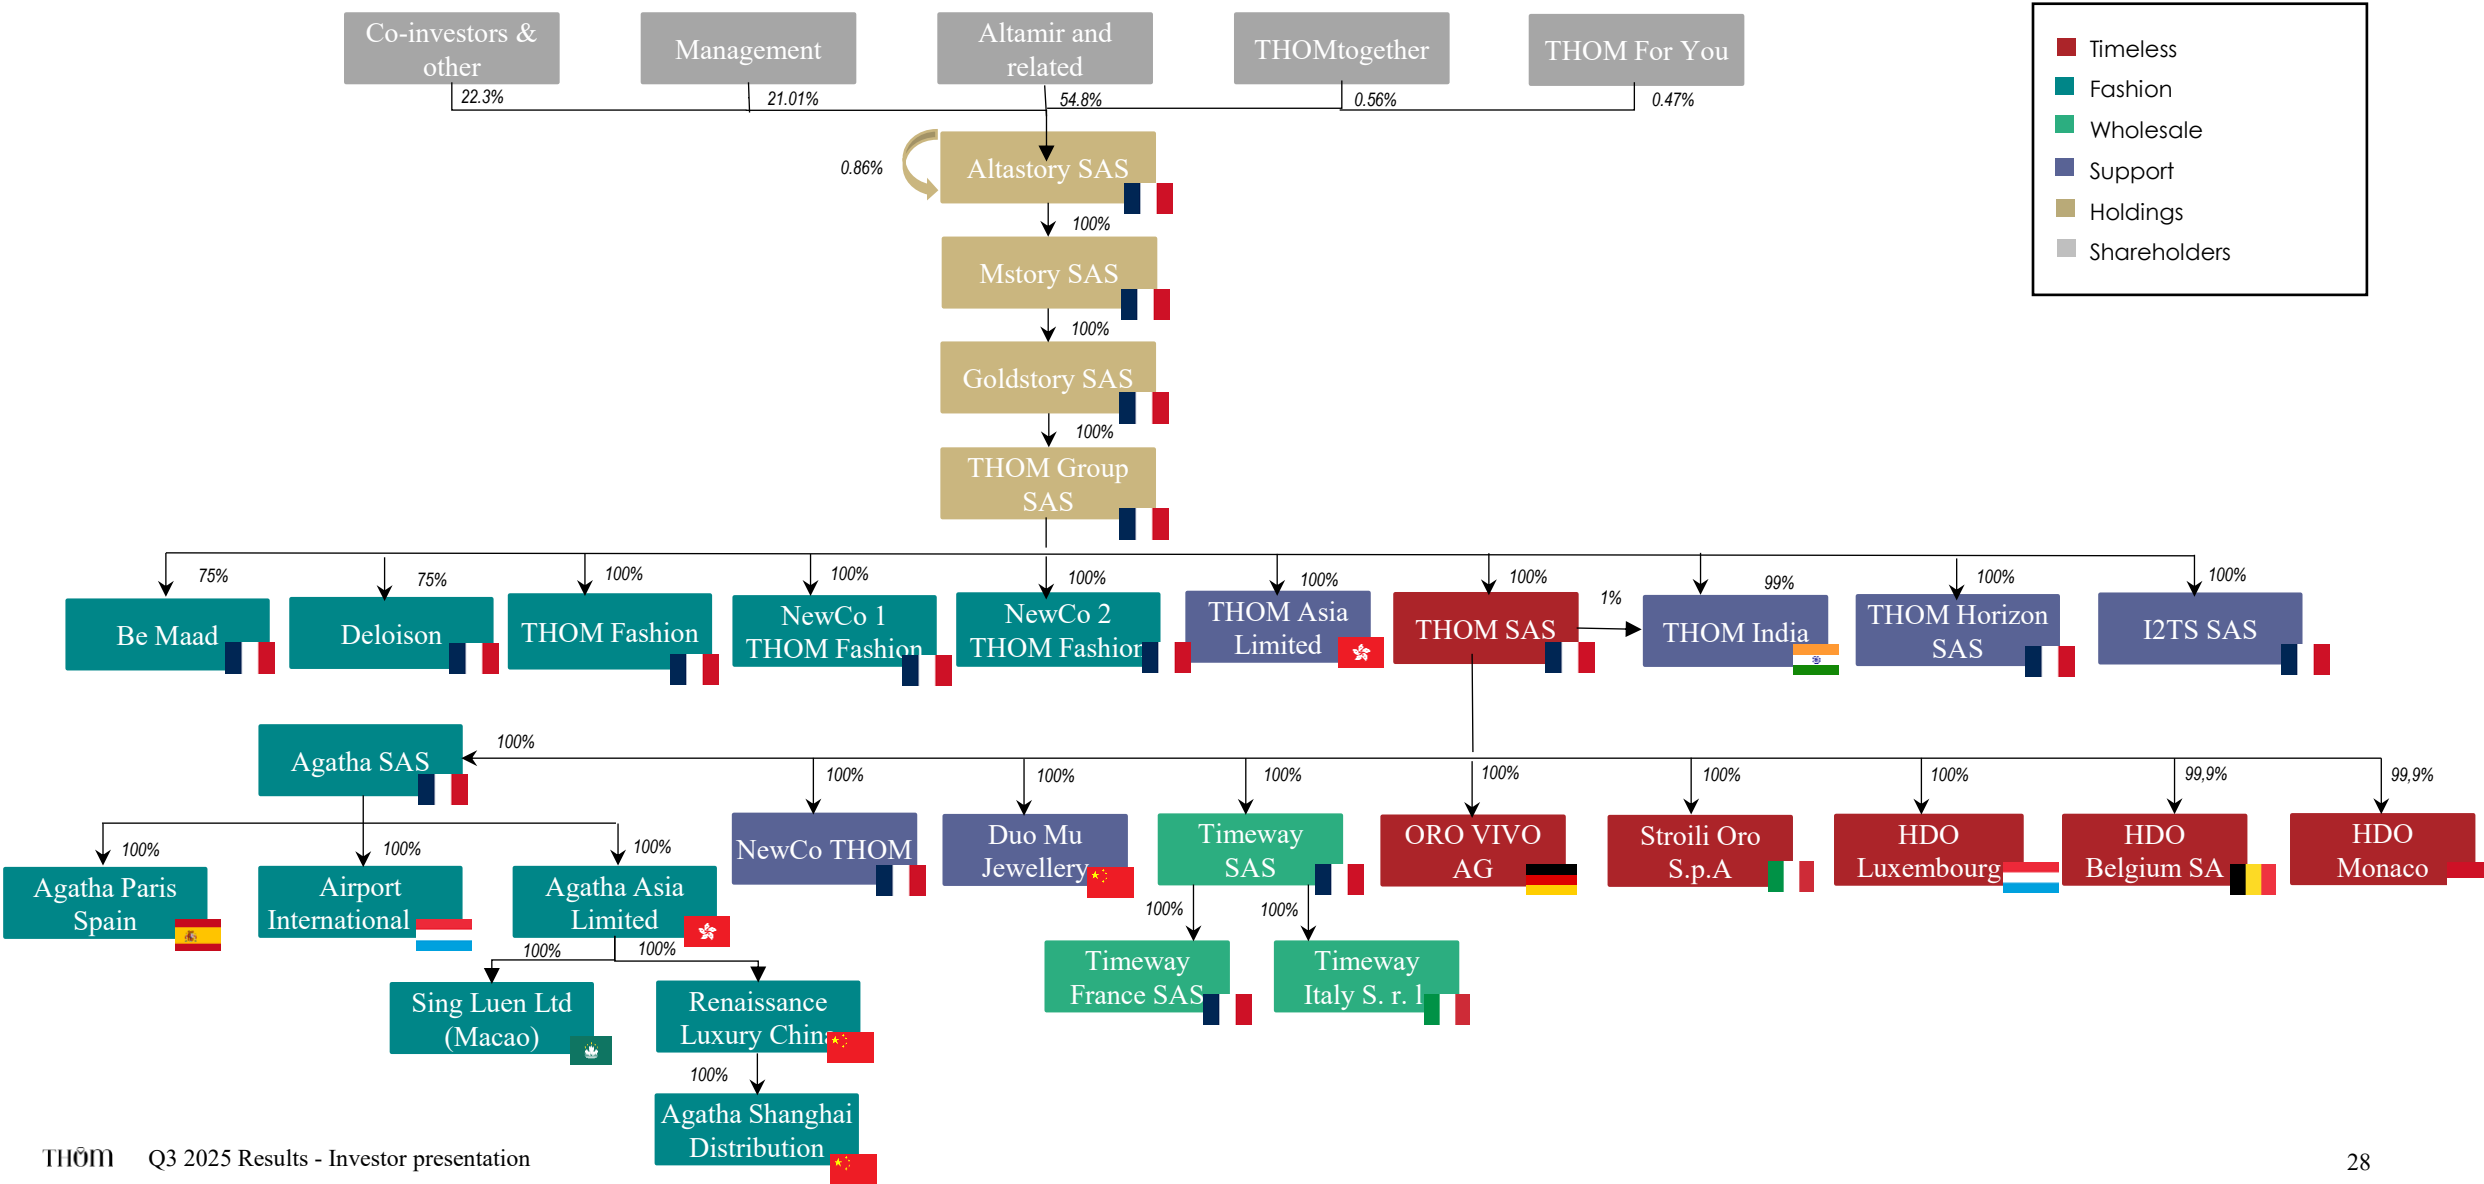 Co-investors &
other
Management
Altamir and
related
THOMtogether
THOM For You
Timeless
Fashion
Wholesale
Support
Holdings
Shareholders
22.3%
21.01%
54.8%
0.56%
0.47%
0.86%
Altastory SAS
100%
Mstory SAS
100%
Goldstory SAS
100%
THOM Group
SAS
75%
75%
100%
100%
100%
100%
100%
1%
99%
100%
100%
Be Maad
Deloison
THOM Fashion
NewCo 1
THOM Fashion
NewCo 2
THOM Fashion
THOM Asia
Limited
THOM SAS
THOM India
THOM Horizon
SAS
I2TS SAS
Agatha SAS
100%
100%
100%
100%
100%
100%
100%
99,9%
99,9%
NewCo THOM
Duo Mu
Jewellery
Timeway
SAS
ORO VIVO
AG
Stroili Oro
S.p.A
HDO
Luxembourg
HDO
Belgium SA
HDO
Monaco
100%
100%
100%
Agatha Paris
Spain
Airport
International
Agatha Asia
Limited
100%
100%
100%
100%
Sing Luen Ltd
(Macao)
Renaissance
Luxury China
Timeway
France SAS
Timeway
Italy S. r. l
100%
Agatha Shanghai
Distribution
THOM Q3 2025 Results - Investor presentation
28